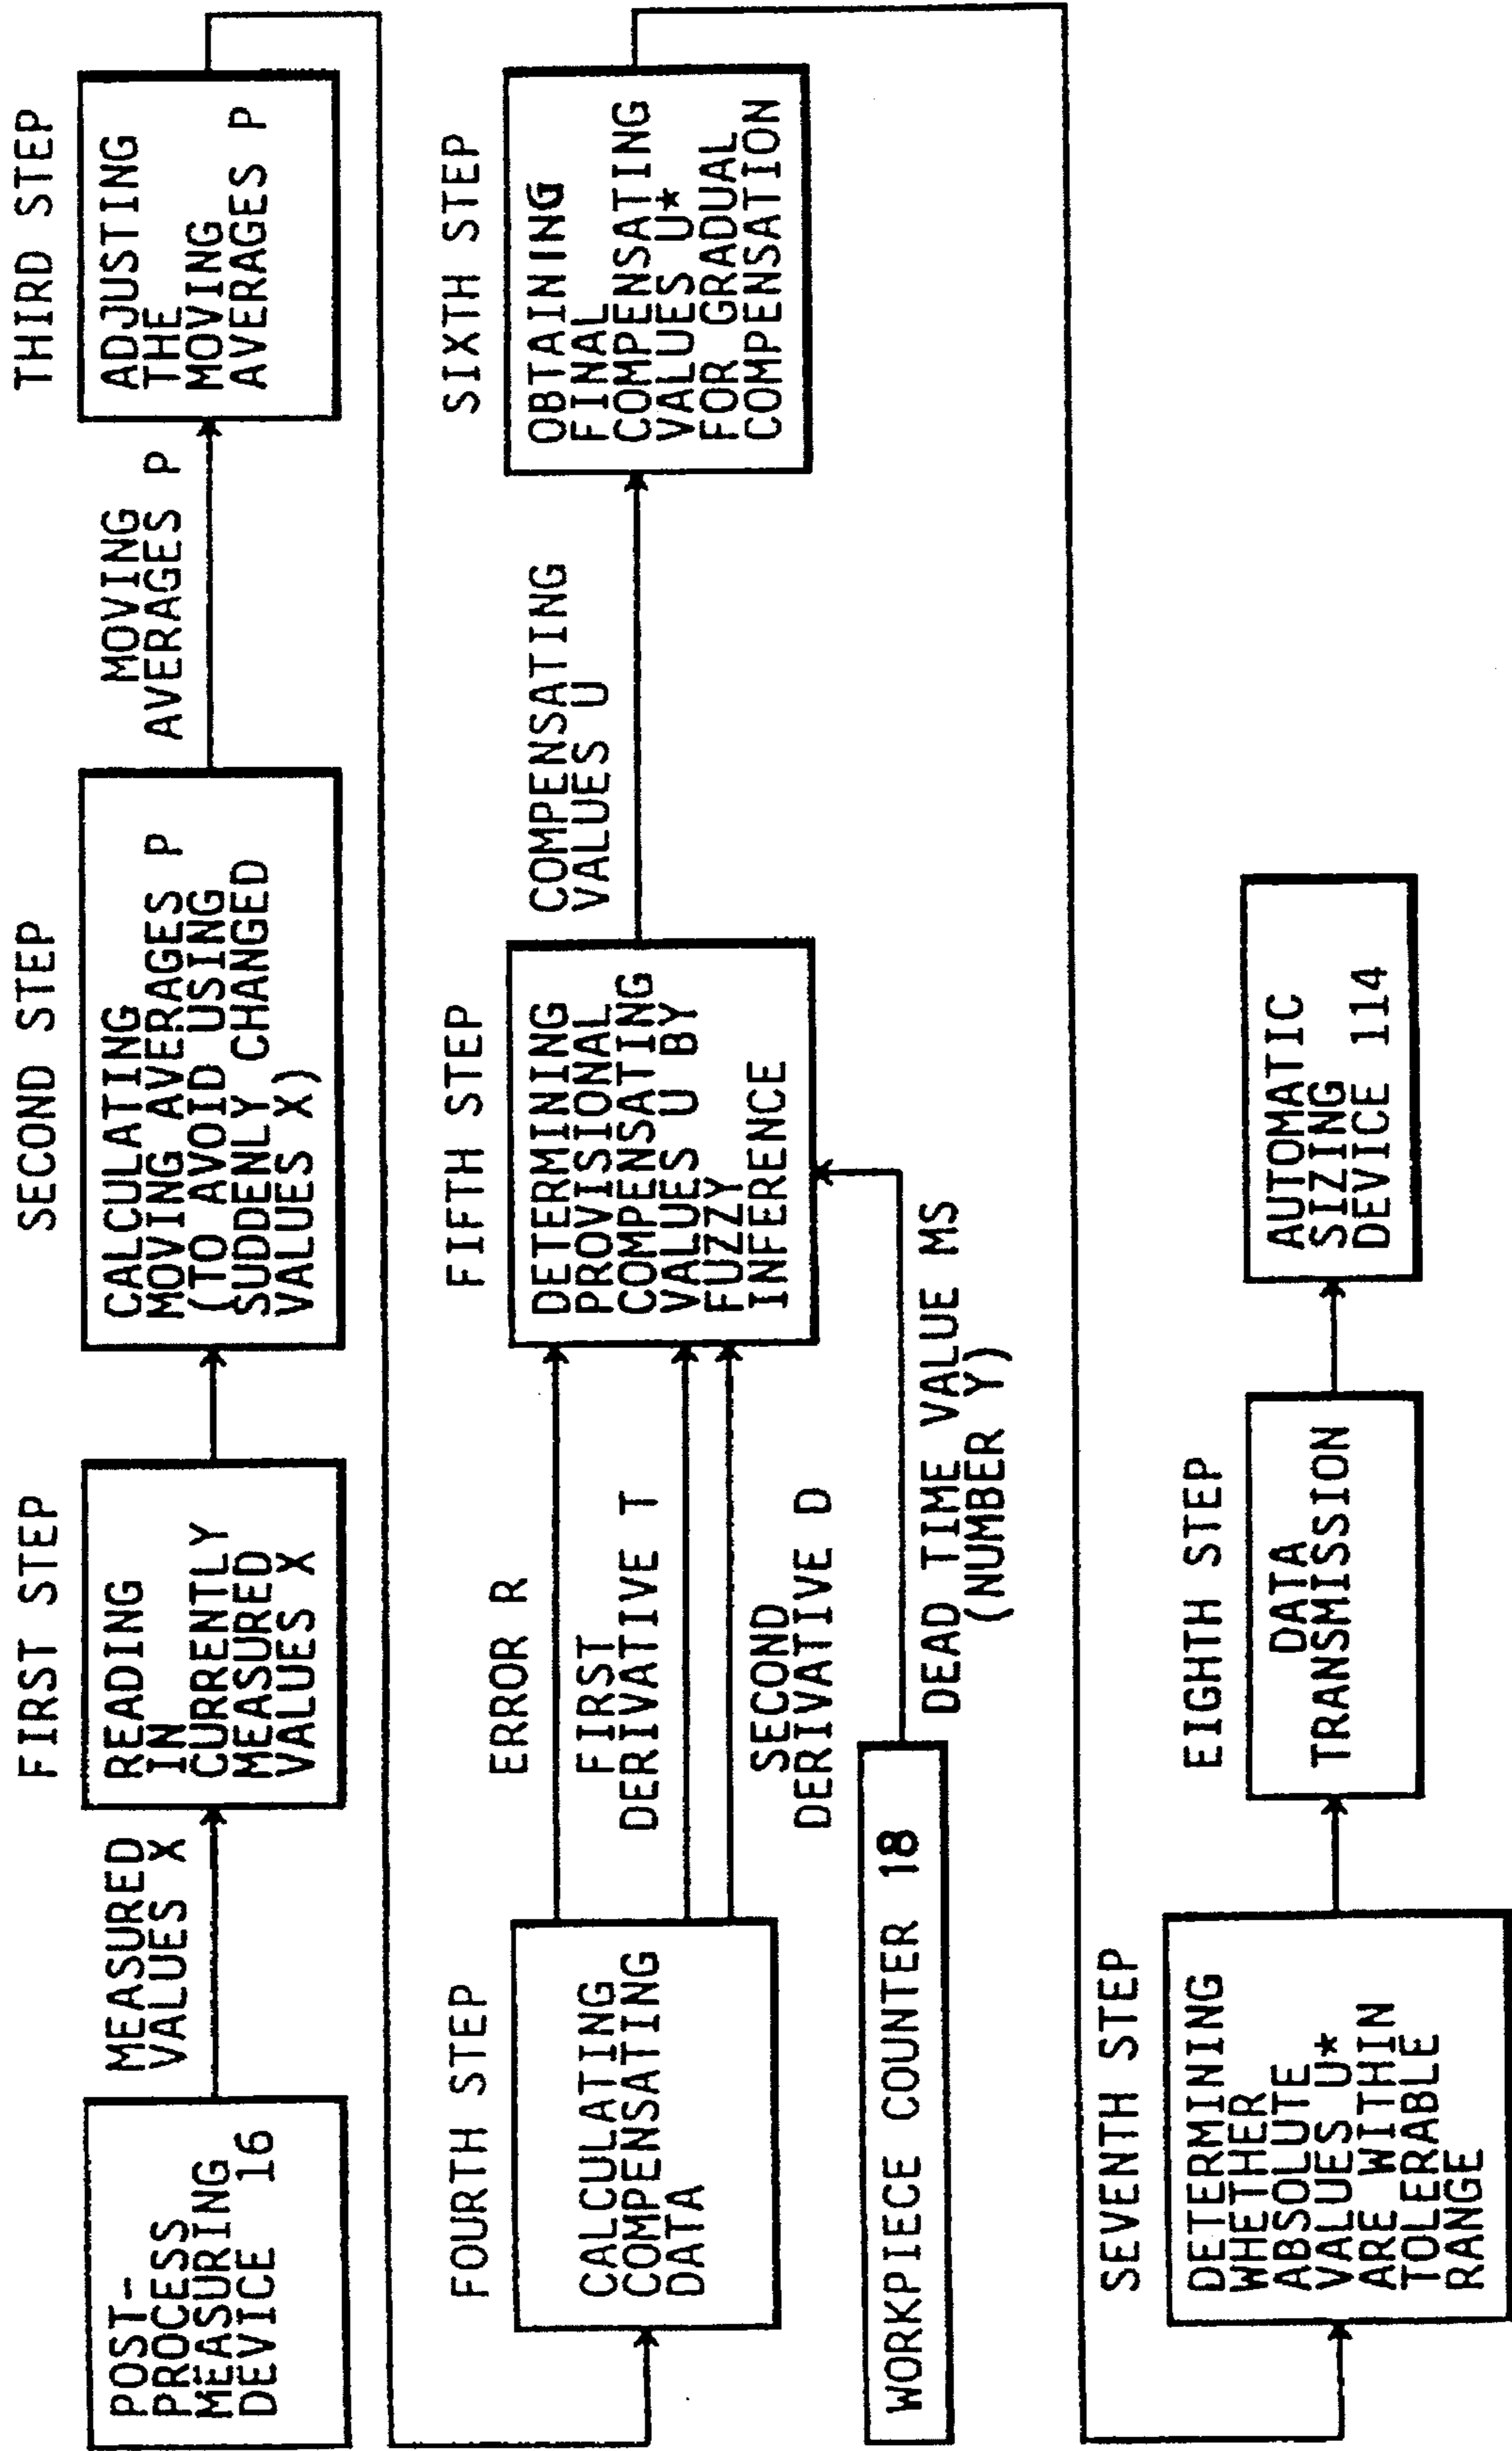 POST-
PROCESS
MEASURING
DEVICE 16
MEASURED
VALUES X
FIRST STEP
READING
IN
CURRENTLY
MEASURED
VALUES X
SECOND STEP
CALCULATING
MOVING AVERAGES P
(TO AVOID USING
SUDDENLY CHANGED
VALUES X)
MOVING
AVERAGES P
THIRD STEP
ADJUSTING
THE
MOVING
AVERAGES P
FOURTH STEP
CALCULATING
COMPENSATING
DATA
ERROR R
FIRST
DERIVATIVE T
SECOND
DERIVATIVE D
WORKPIECE COUNTER 18
DEAD TIME VALUE MS
(NUMBER Y)
FIFTH STEP
DETERMINING
PROVISIONAL
COMPENSATING
VALUES U BY
FUZZY
INFERENCE
COMPENSATING
VALUES U
SIXTH STEP
OBTAINING
FINAL
COMPENSATING
VALUES U*
FOR GRADUAL
COMPENSATION
SEVENTH STEP
DETERMINING
WHETHER
ABSOLUTE
VALUES U*
ARE WITHIN
TOLERABLE
RANGE
EIGHTH STEP
DATA
TRANSMISSION
AUTOMATIC
SIZING
DEVICE 114